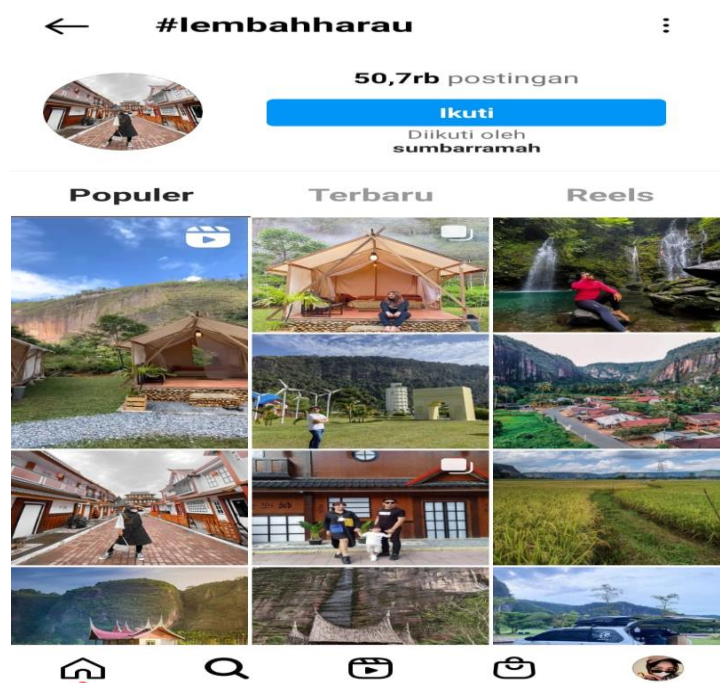 #lembahharau
50,7rb postingan
Ikuti
Diikuti oleh
sumbarramah
Populer Terbaru Reels